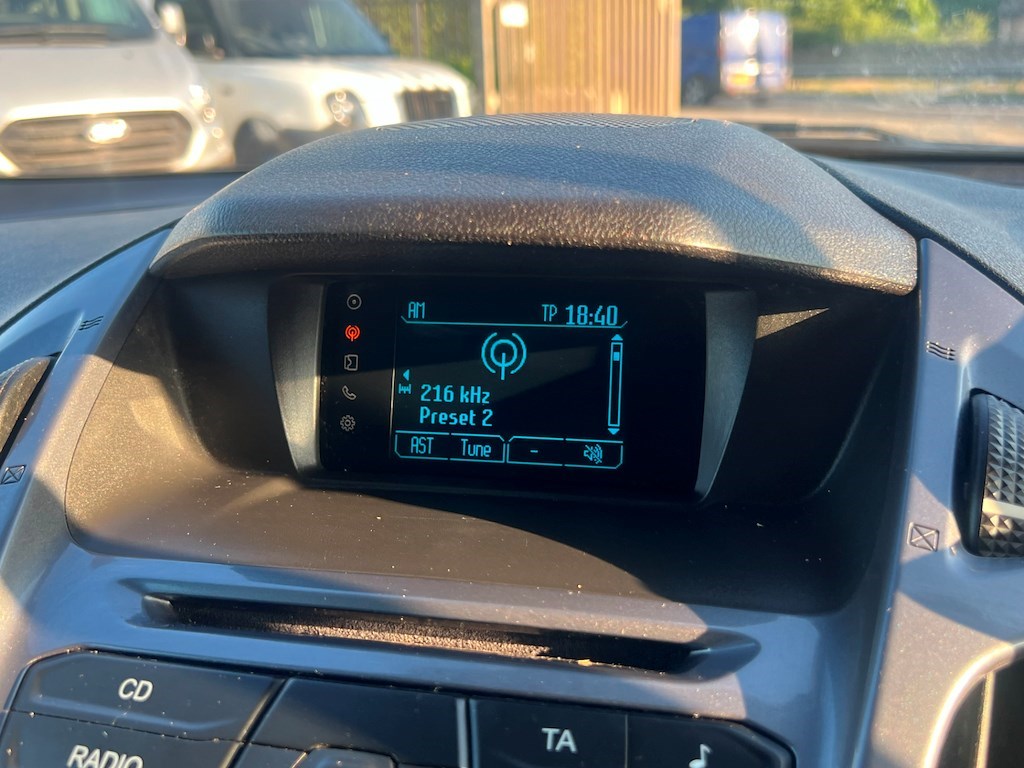 AM TP 18:40
216 kHz
Preset 2
AST Tune -
CD
RADIO
TA